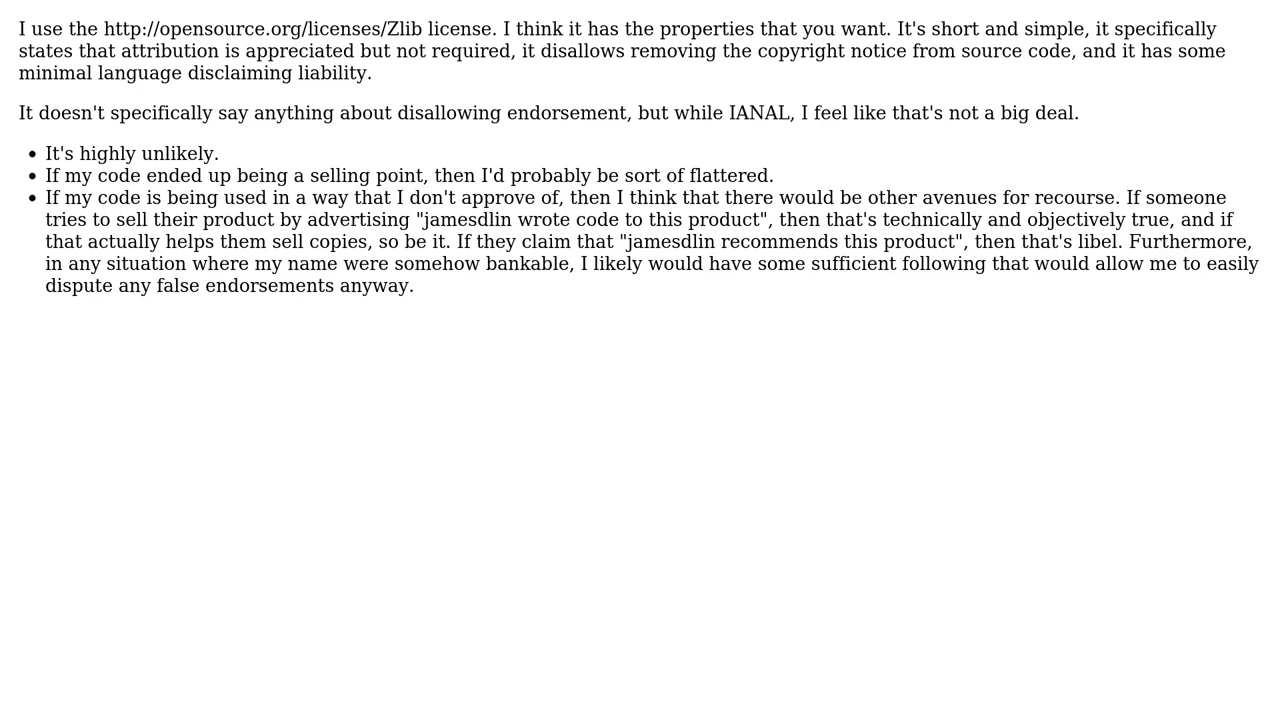 I use the http://opensource.org/licenses/Zlib license. I think it has the properties that you want. It's short and simple, it specifically
states that attribution is appreciated but not required, it disallows removing the copyright notice from source code, and it has some
minimal language disclaiming liability.
It doesn't specifically say anything about disallowing endorsement, but while IANAL, I feel like that's not a big deal.
• It's highly unlikely.
• If my code ended up being a selling point, then I'd probably be sort of flattered.
• If my code is being used in a way that I don't approve of, then I think that there would be other avenues for recourse. If someone
tries to sell their product by advertising "jamesdlin wrote code to this product", then that's technically and objectively true, and if
that actually helps them sell copies, so be it. If they claim that "jamesdlin recommends this product", then that's libel. Furthermore,
in any situation where my name were somehow bankable, I likely would have some sufficient following that would allow me to easily
dispute any false endorsements anyway.